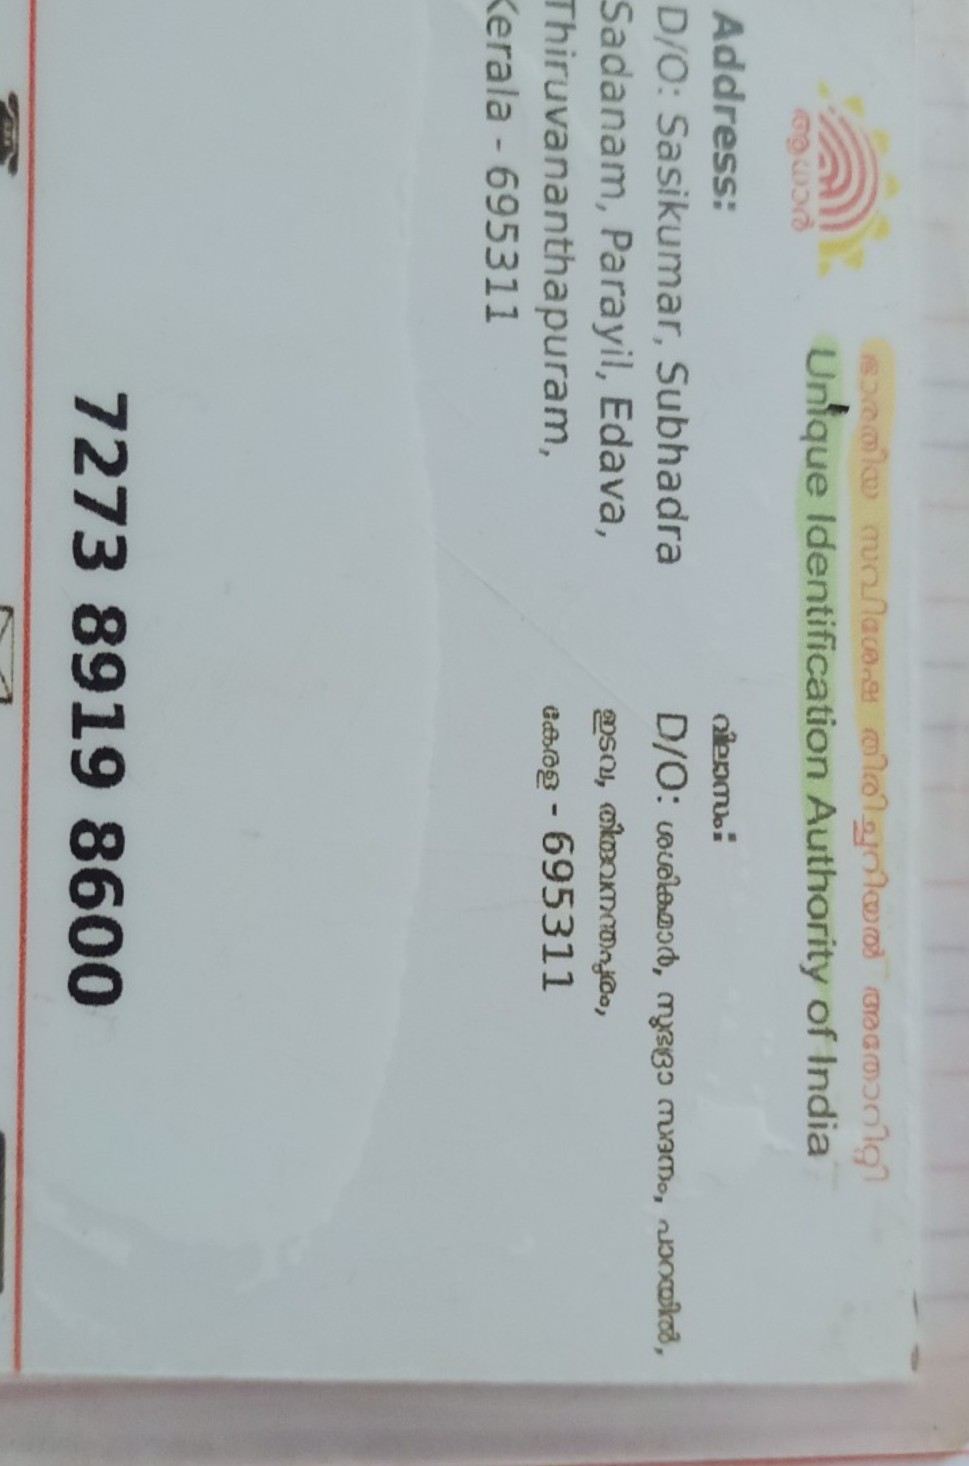 ആധാർ
ഭാരതീയ സവിശേഷ തിരിച്ചറിയൽ അതോറിറ്റി
Unique Identification Authority of India
Address:
D/O: Sasikumar, Subhadra
Sadanam, Parayil, Edava,
Thiruvananthapuram,
Kerala - 695311
വിലാസം:
D/O: ശശികുമാർ, സുഭദ്രാ സദനം, പാറയിൽ,
ഇടവ, തിരുവനന്തപുരം,
കേരള - 695311
7273 8919 8600